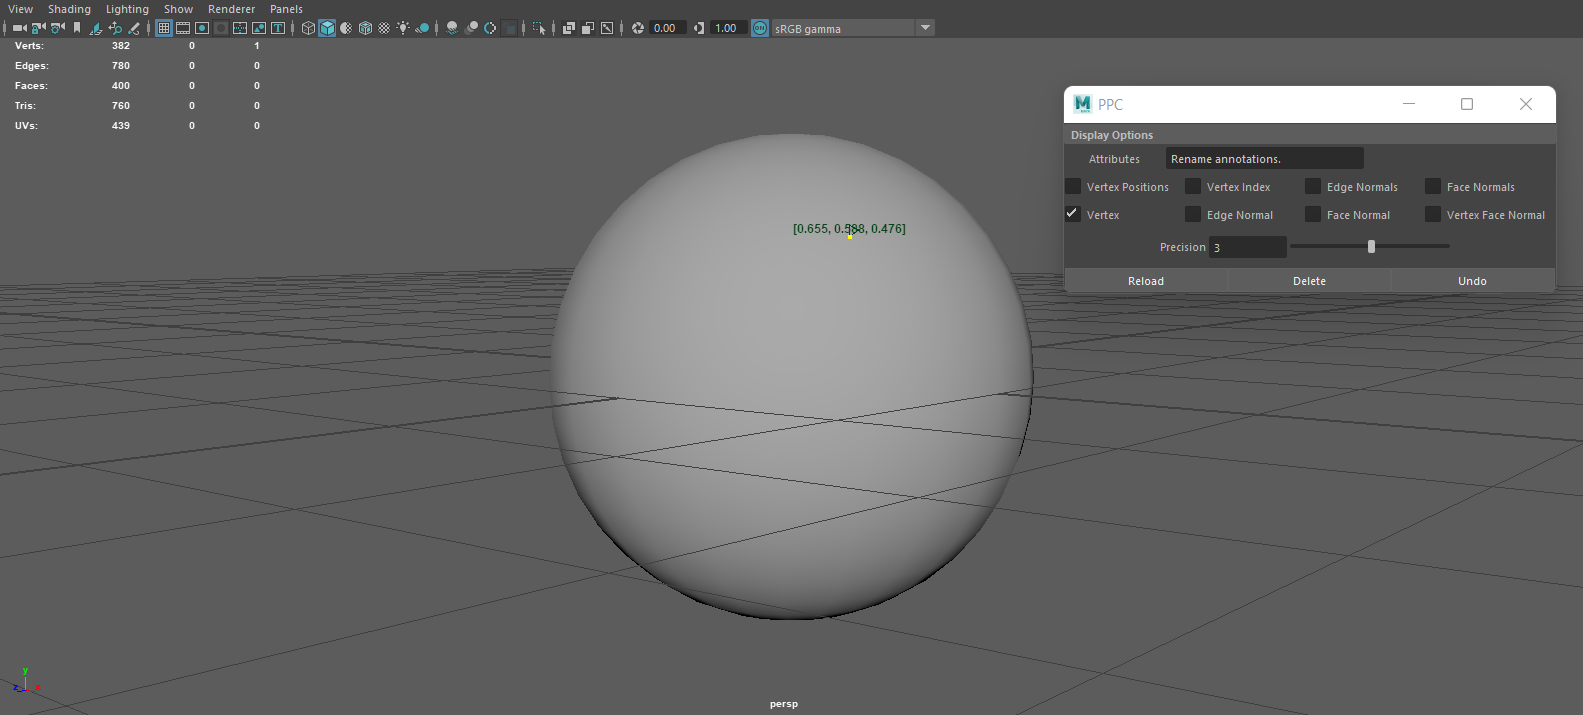 View Shading Lighting Show Renderer Panels
0.00 1.00 ON sRGB gamma
Verts: 382 0 1
Edges: 780 0 0
Faces: 400 0 0
Tris: 760 0 0
UVs: 439 0 0
M PPC
Display Options
Attributes Rename annotations.
Vertex Positions Vertex Index Edge Normals Face Normals
Vertex Edge Normal Face Normal Vertex Face Normal
Precision 3
Reload Delete Undo
[0.655, 0.588, 0.476]
y
z x
persp